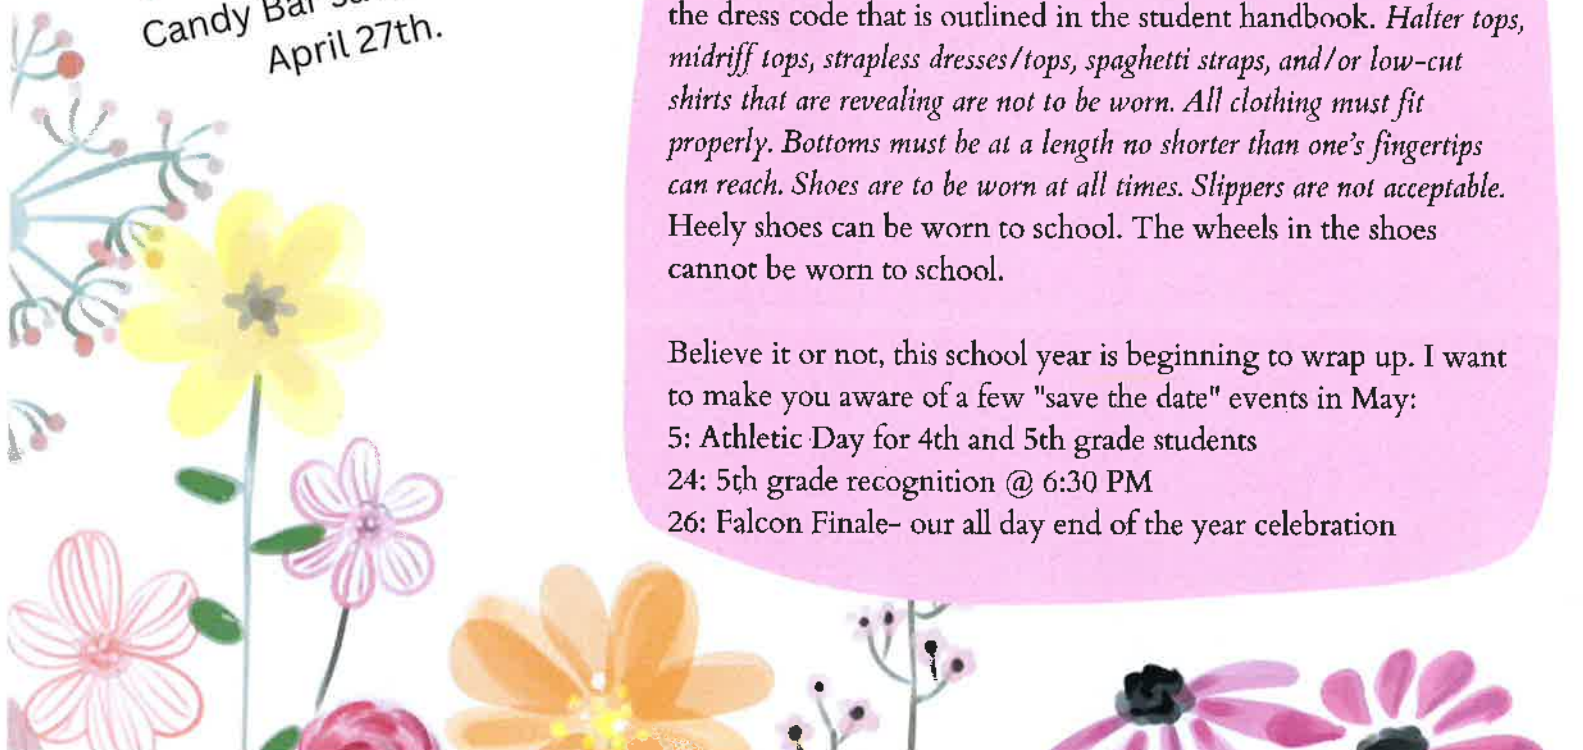 Candy Bar
April 27th.
the dress code that is outlined in the student handbook. Halter tops,
midriff tops, strapless dresses/tops, spaghetti straps, and/or low-cut
shirts that are revealing are not to be worn. All clothing must fit
properly. Bottoms must be at a length no shorter than one's fingertips
can reach. Shoes are to be worn at all times. Slippers are not acceptable.
Heely shoes can be worn to school. The wheels in the shoes
cannot be worn to school.
Believe it or not, this school year is beginning to wrap up. I want
to make you aware of a few "save the date" events in May:
5: Athletic Day for 4th and 5th grade students
24: 5th grade recognition @ 6:30 PM
26: Falcon Finale- our all day end of the year celebration